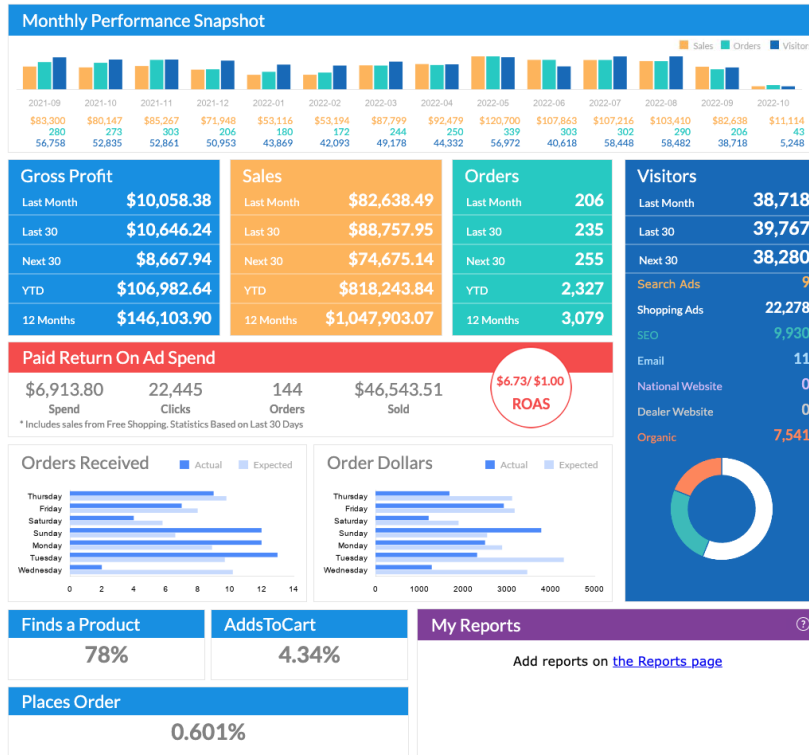 Monthly Performance Snapshot
Sales Orders Visitor
2021-09 2021-10 2021-11 2021-12 2022-01 2022-02 2022-03 2022-04 2022-05 2022-06 2022-07 2022-08 2022-09 2022-10
$83,300 $80,147 $85,267 $71,948 $53,116 $53,194 $87,799 $92,479 $120,700 $107,863 $107,216 $103,410 $82,638 $11,114
280 273 303 206 180 172 244 250 339 303 302 290 206 43
56,758 52,835 52,861 50,953 43,869 42,093 49,178 44,332 56,972 40,618 58,448 58,482 38,718 5,248
Gross Profit
Last Month $10,058.38
Last 30 $10,646.24
Next 30 $8,667.94
YTD $106,982.64
12 Months $146,103.90
Sales
Last Month $82,638.49
Last 30 $88,757.95
Next 30 $74,675.14
YTD $818,243.84
12 Months $1,047,903.07
Orders
Last Month 206
Last 30 235
Next 30 255
YTD 2,327
12 Months 3,079
Visitors
Last Month 38,718
Last 30 39,767
Next 30 38,280
Search Ads 9
Shopping Ads 22,278
SEO 9,930
Email 11
National Website 0
Dealer Website 0
Organic 7,541
Paid Return On Ad Spend
$6,913.80 22,445 144 $46,543.51
Spend Clicks Orders Sold
* Includes sales from Free Shopping. Statistics Based on Last 30 Days
$6.73/ $1.00
ROAS
Orders Received Actual Expected
Thursday
Friday
Saturday
Sunday
Monday
Tuesday
Wednesday
0 2 4 6 8 10 12 14
Order Dollars Actual Expected
Thursday
Friday
Saturday
Sunday
Monday
Tuesday
Wednesday
0 1000 2000 3000 4000 5000
Finds a Product
78%
AddsToCart
4.34%
Places Order
0.601%
My Reports ?
Add reports on the Reports page